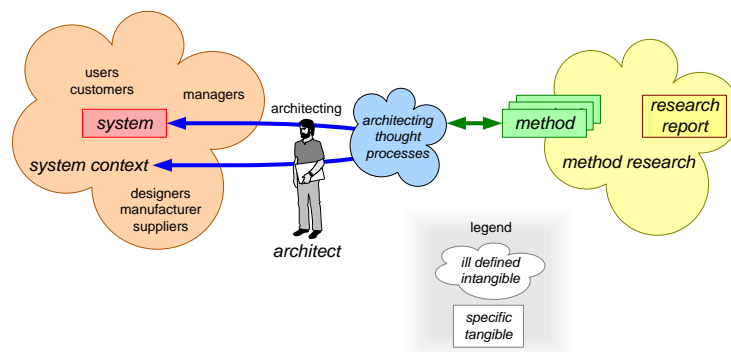 users
customers
managers
system
system context
designers
manufacturer
suppliers
architecting
architect
architecting
thought
processes
method
research
report
method research
legend
ill defined
intangible
specific
tangible